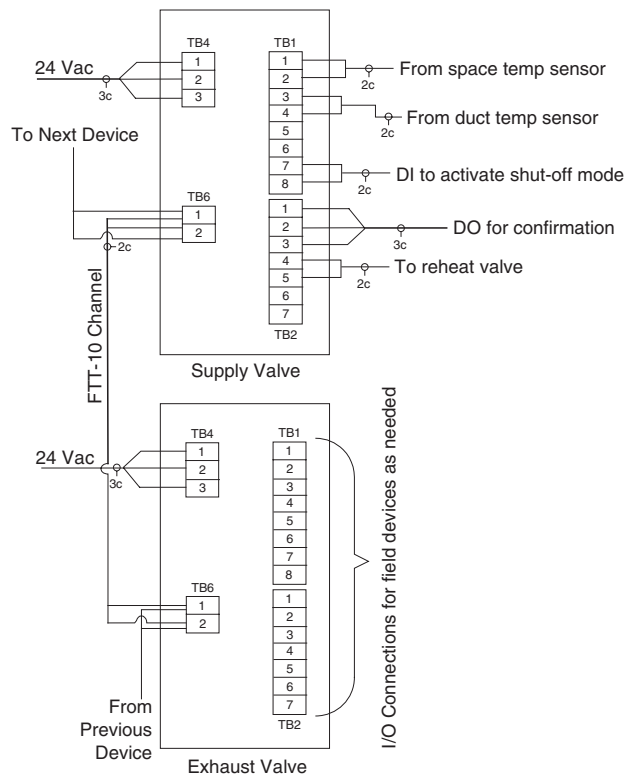 TB4
TB1
24 Vac
3c
1
2
3
1
2
3
4
5
6
7
8
From space temp sensor
2c
From duct temp sensor
2c
DI to activate shut-off mode
2c
To Next Device
TB6
1
2
2c
1
2
3
4
5
6
7
TB2
DO for confirmation
3c
To reheat valve
2c
FTT-10 Channel
Supply Valve
TB4
TB1
24 Vac
3c
1
2
3
1
2
3
4
5
6
7
8
TB6
1
2
1
2
3
4
5
6
7
TB2
I/O Connections for field devices as needed
From
Previous
Device
Exhaust Valve